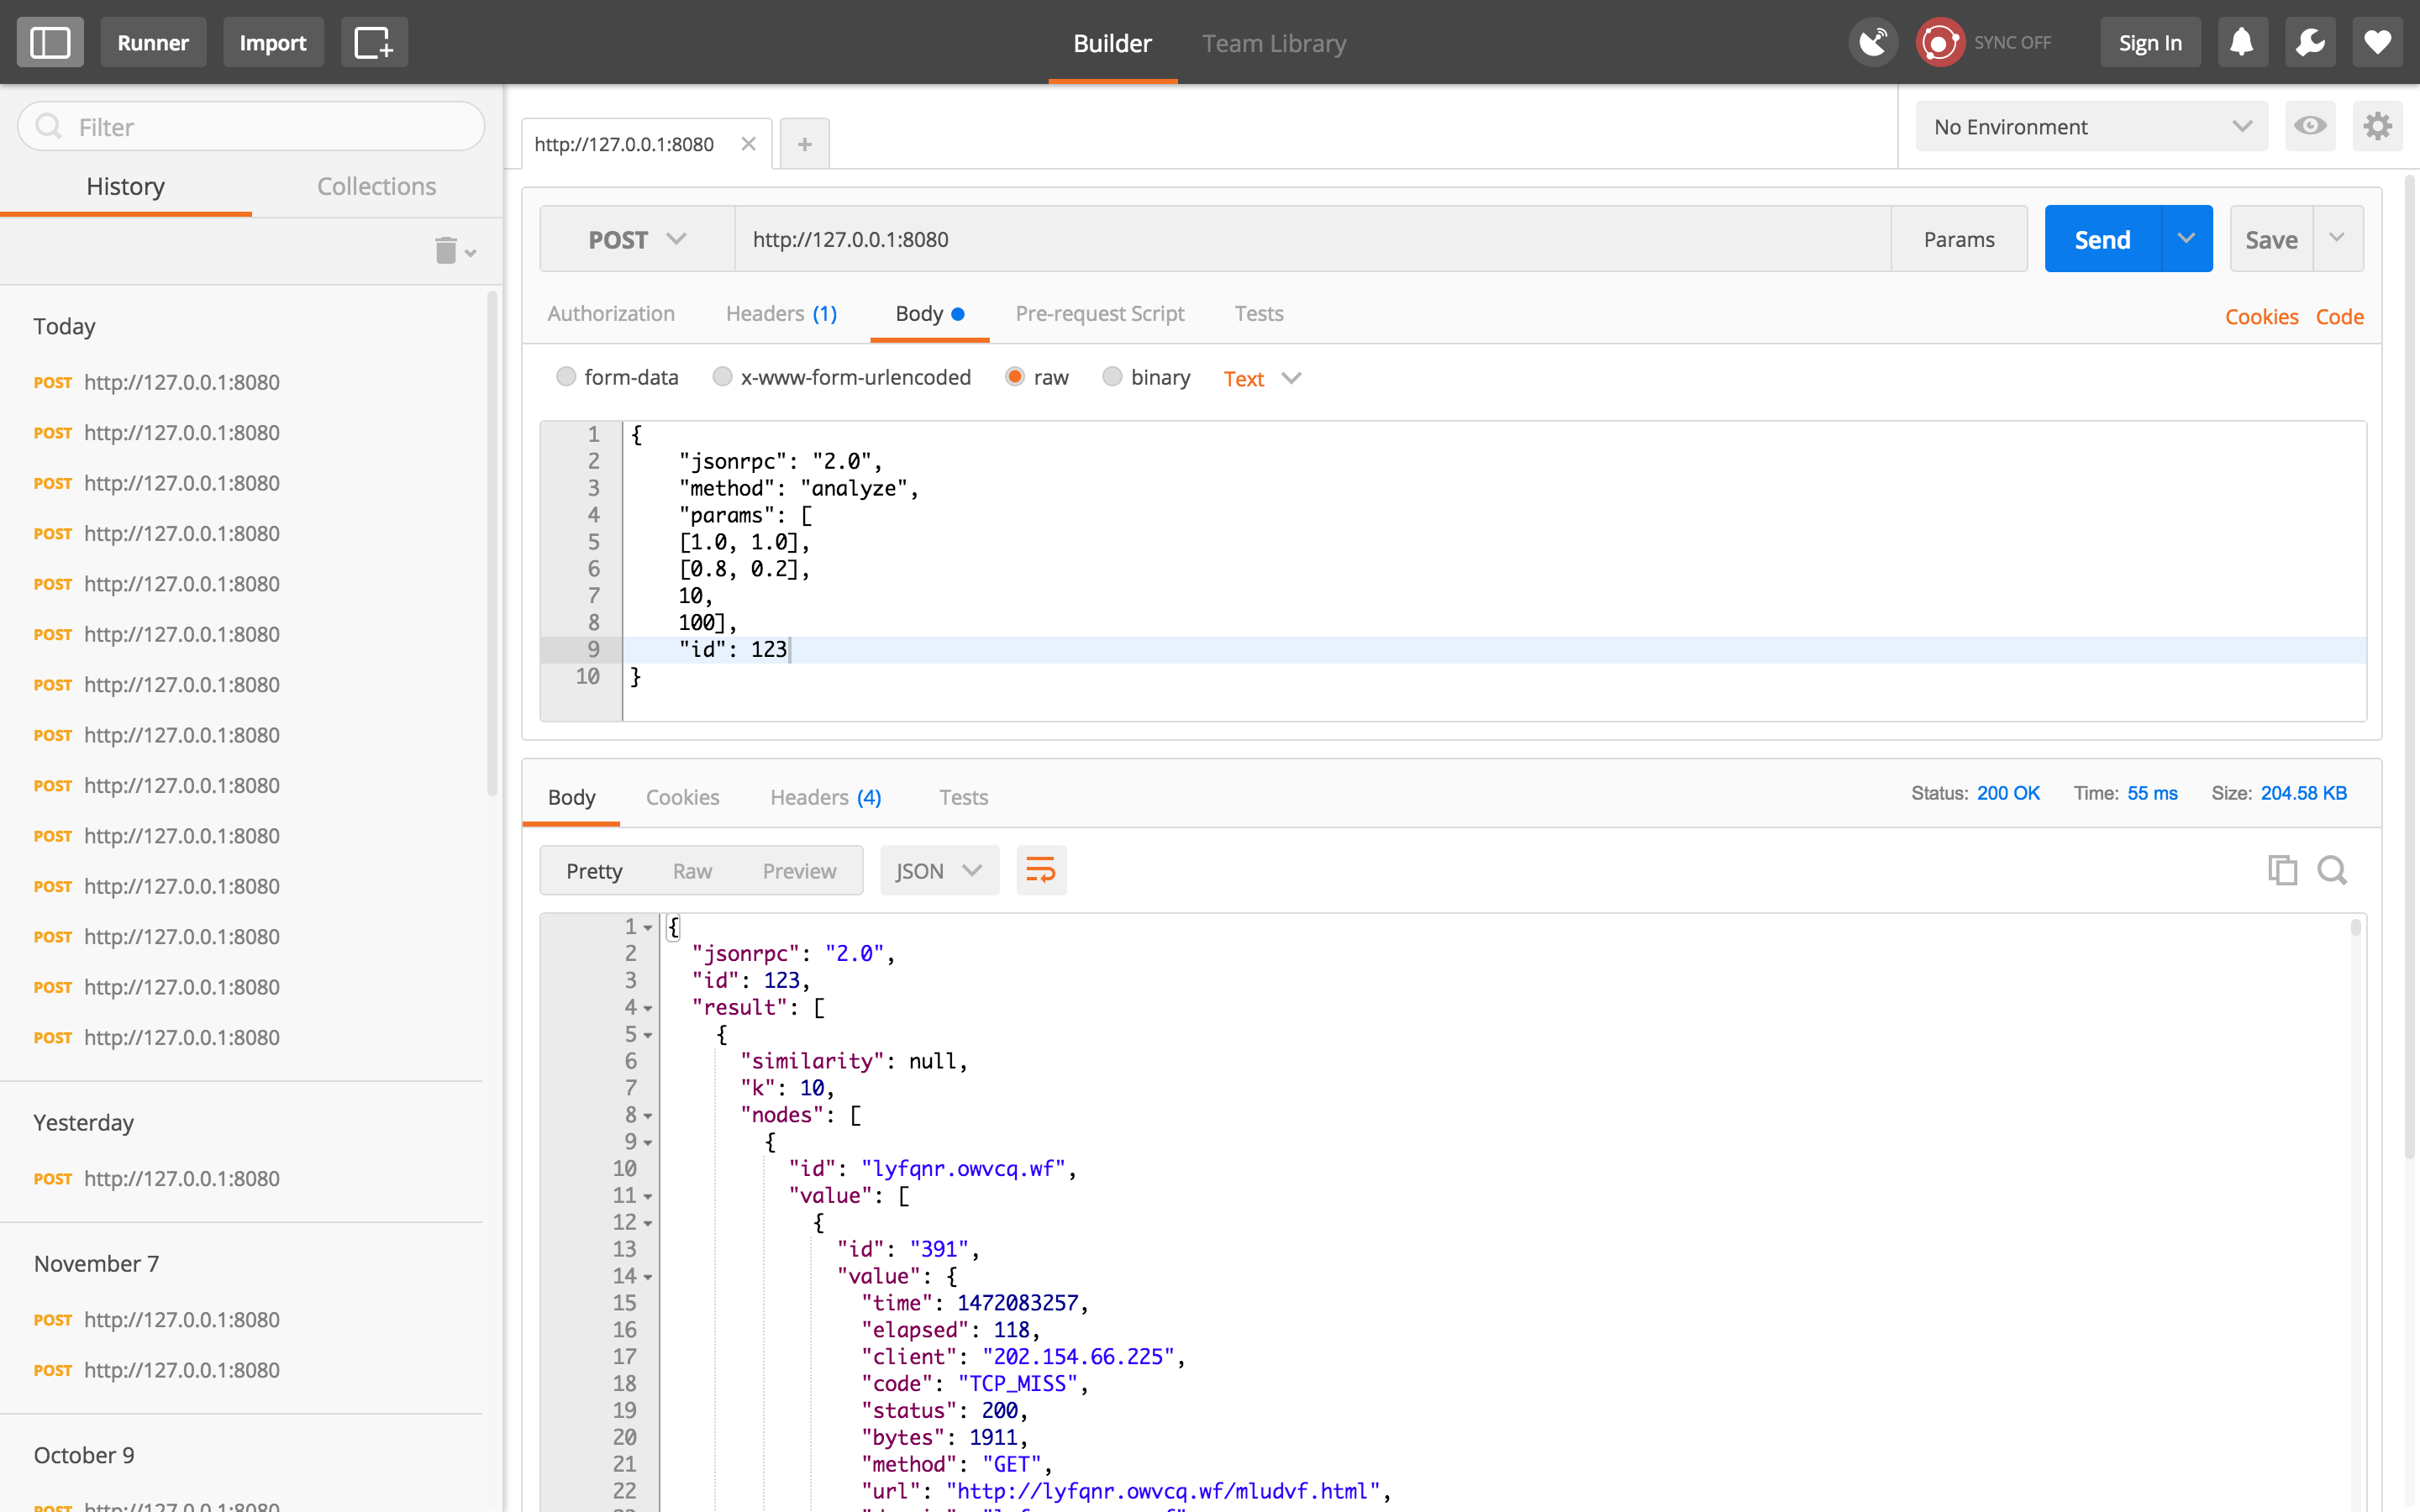 Runner Import Builder Team Library SYNC OFF Sign In
Filter
History Collections
Today
POST http://127.0.0.1:8080
POST http://127.0.0.1:8080
POST http://127.0.0.1:8080
POST http://127.0.0.1:8080
POST http://127.0.0.1:8080
POST http://127.0.0.1:8080
POST http://127.0.0.1:8080
POST http://127.0.0.1:8080
POST http://127.0.0.1:8080
POST http://127.0.0.1:8080
POST http://127.0.0.1:8080
POST http://127.0.0.1:8080
POST http://127.0.0.1:8080
POST http://127.0.0.1:8080
Yesterday
POST http://127.0.0.1:8080
November 7
POST http://127.0.0.1:8080
POST http://127.0.0.1:8080
October 9
POST http://127.0.0.1:8080
http://127.0.0.1:8080
No Environment
POST http://127.0.0.1:8080 Params Send Save
Authorization Headers (1) Body Pre-request Script Tests Cookies Code
form-data x-www-form-urlencoded raw binary Text
1 {
2 "jsonrpc": "2.0",
3 "method": "analyze",
4 "params": [
5 [1.0, 1.0],
6 [0.8, 0.2],
7 10,
8 100],
9 "id": 123
10 }
Body Cookies Headers (4) Tests Status: 200 OK Time: 55 ms Size: 204.58 KB
Pretty Raw Preview JSON
1 {
2 "jsonrpc": "2.0",
3 "id": 123,
4 "result": [
5 {
6 "similarity": null,
7 "k": 10,
8 "nodes": [
9 {
10 "id": "lyfqnr.owvcq.wf",
11 "value": [
12 {
13 "id": "391",
14 "value": {
15 "time": 1472083257,
16 "elapsed": 118,
17 "client": "202.154.66.225",
18 "code": "TCP_MISS",
19 "status": 200,
20 "bytes": 1911,
21 "method": "GET",
22 "url": "http://lyfqnr.owvcq.wf/mludvf.html",